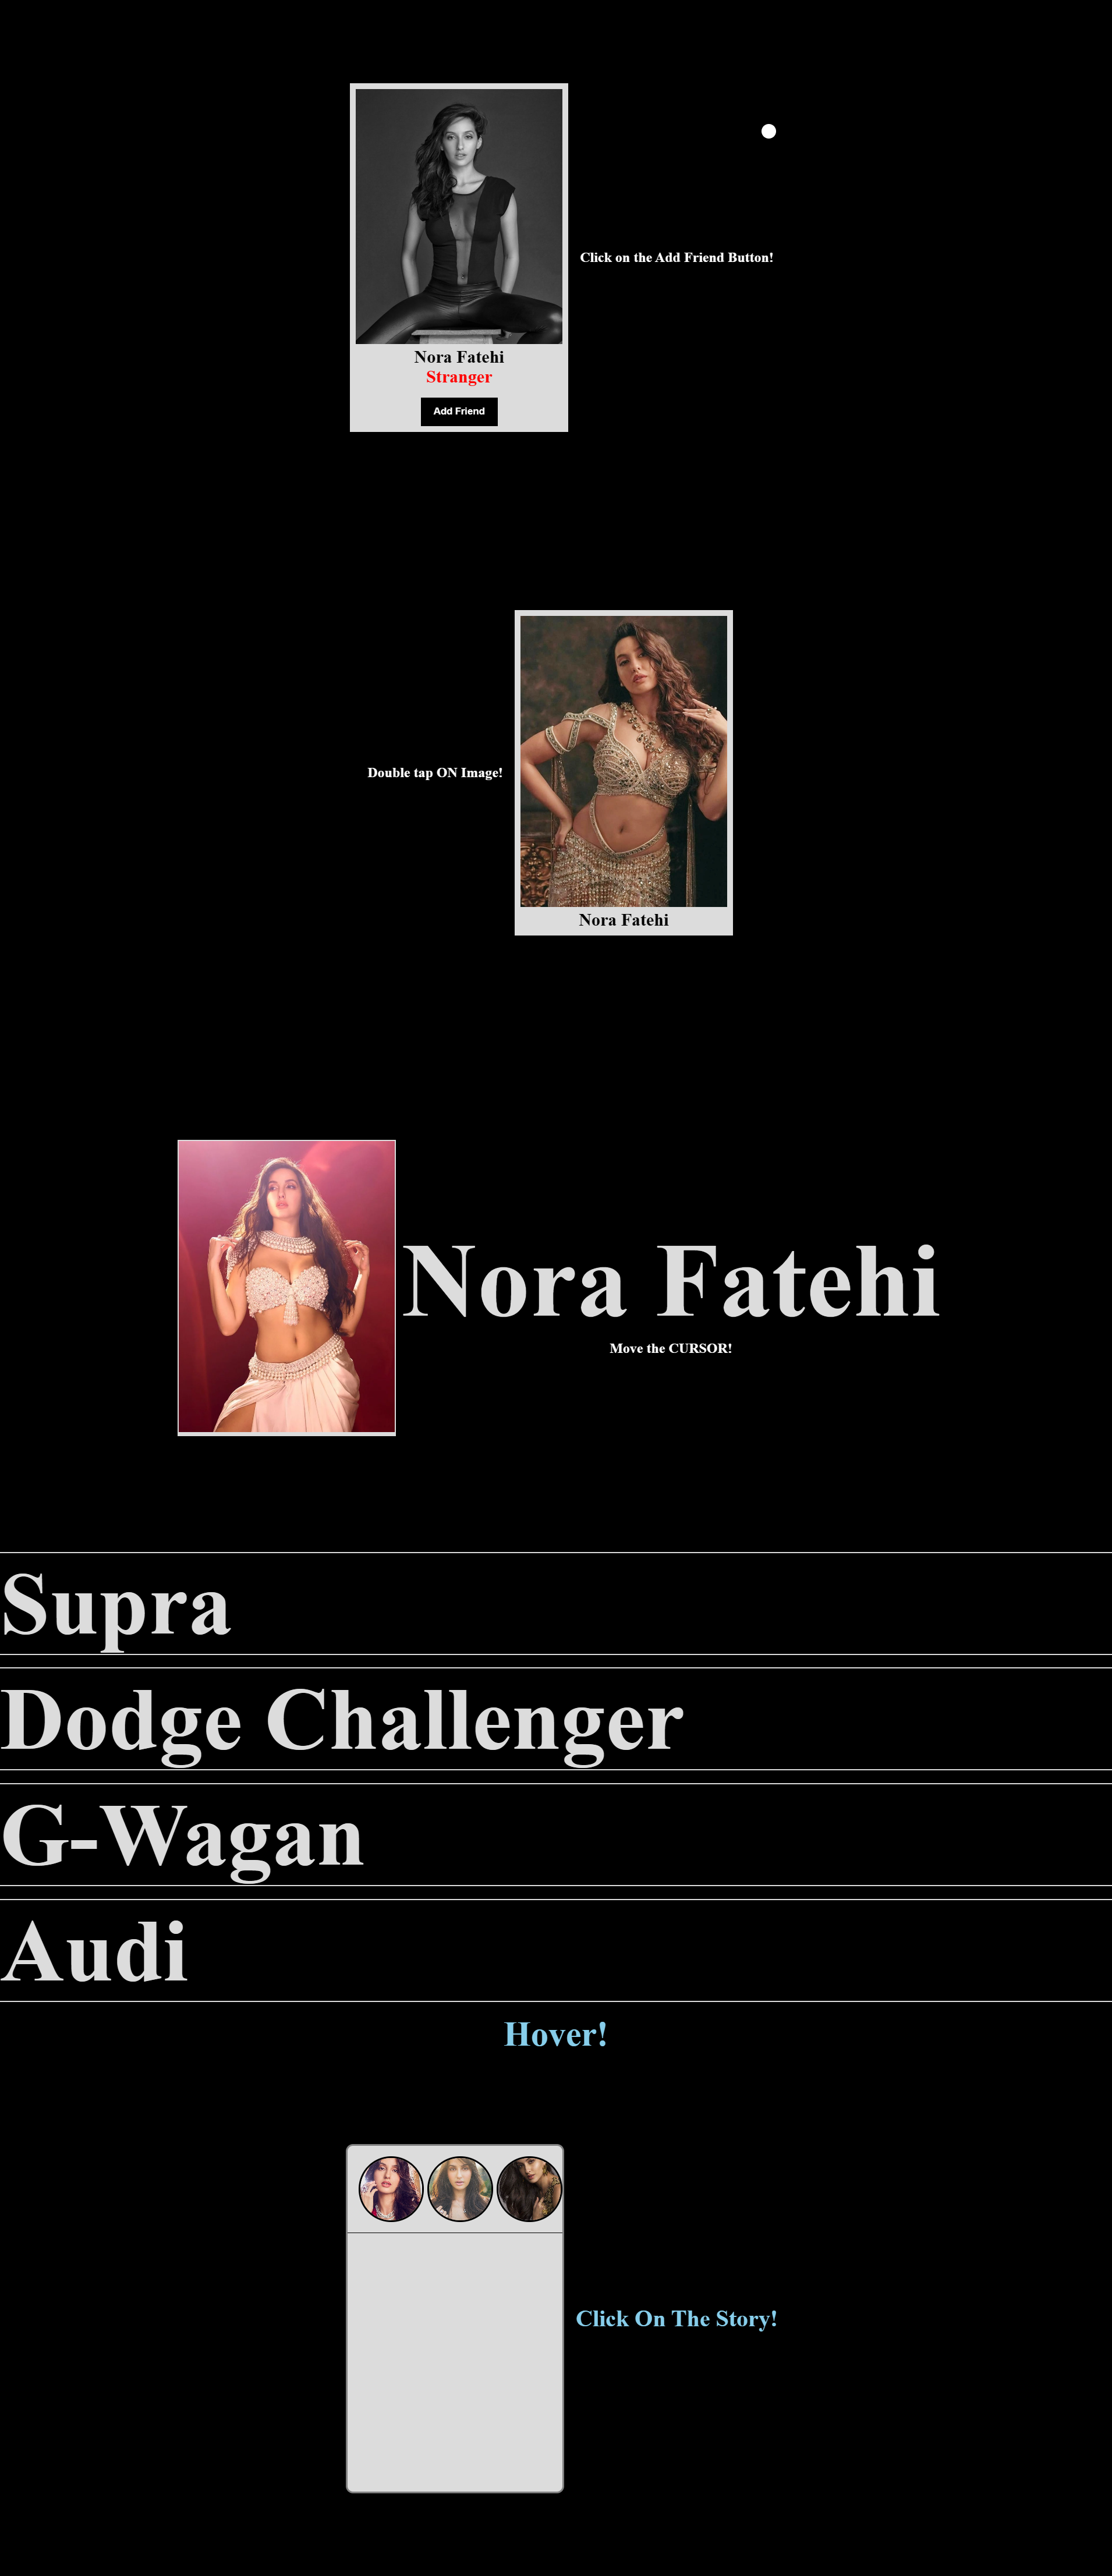 Click on the Add Friend Button!
Nora Fatehi
Stranger
Add Friend
Double tap ON Image!
Nora Fatehi
Nora Fatehi
Move the CURSOR!
Supra
Dodge Challenger
G-Wagan
Audi
Hover!
Click On The Story!